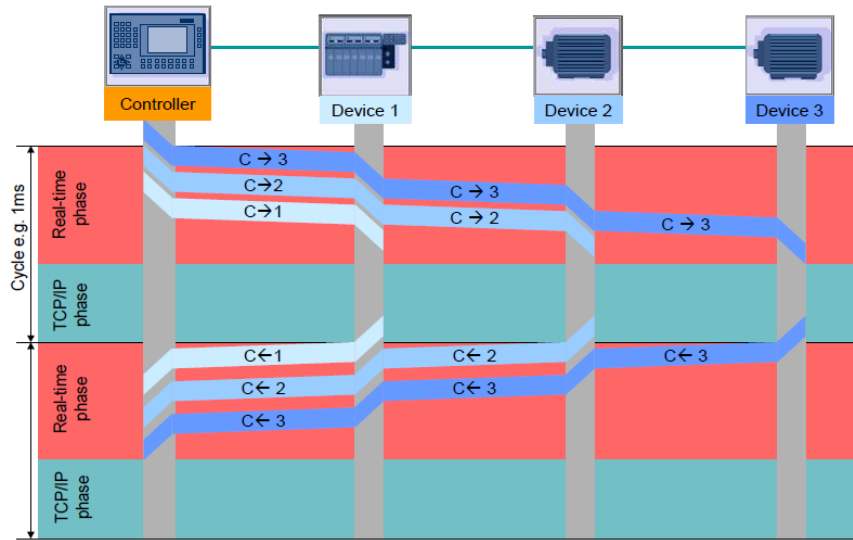 Controller
Device 1
Device 2
Device 3
Cycle e.g. 1ms
Real-time
phase
C → 3
C→2
C→1
C → 3
C → 2
C → 3
TCP/IP
phase
Real-time
phase
C←1
C← 2
C← 3
C← 2
C← 3
C← 3
TCP/IP
phase